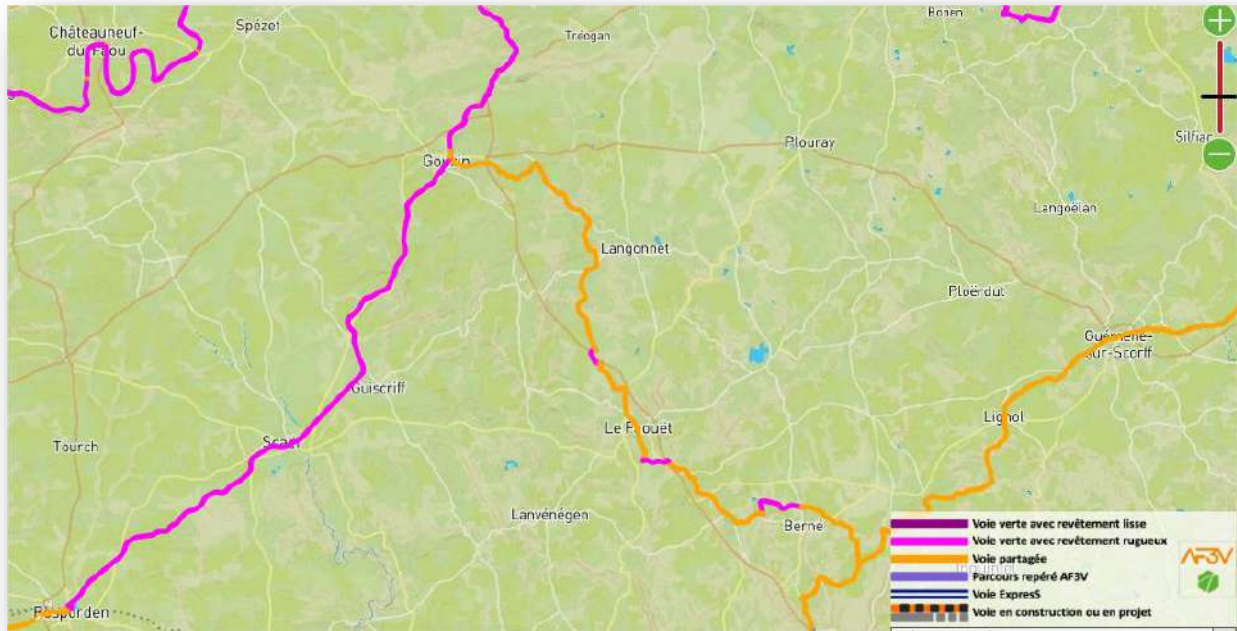 Bonen
Châteauneuf-
du-Faou
Spézet
Tréogan
Plouray
Silfiac
Gourin
Langoëlan
Langonnet
Ploërdut
Guémené-
sur-Scorff
Guiscriff
Lignol
Tourch
Scaër
Le Faouët
Lanvénégen
Berné
Rosporden
Voie verte avec revêtement lisse
Voie verte avec revêtement rugueux
Voie partagée
Parcours repéré AF3V
Voie ExpresS
Voie en construction ou en projet
AF3V